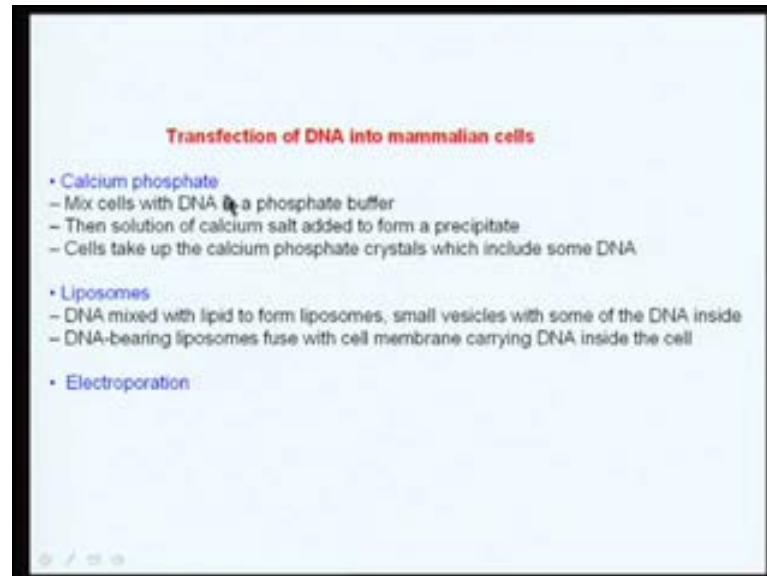 Transfection of DNA into mammalian cells
• Calcium phosphate
– Mix cells with DNA a phosphate buffer
– Then solution of calcium salt added to form a precipitate
– Cells take up the calcium phosphate crystals which include some DNA
• Liposomes
– DNA mixed with lipid to form liposomes, small vesicles with some of the DNA inside
– DNA-bearing liposomes fuse with cell membrane carrying DNA inside the cell
• Electroporation